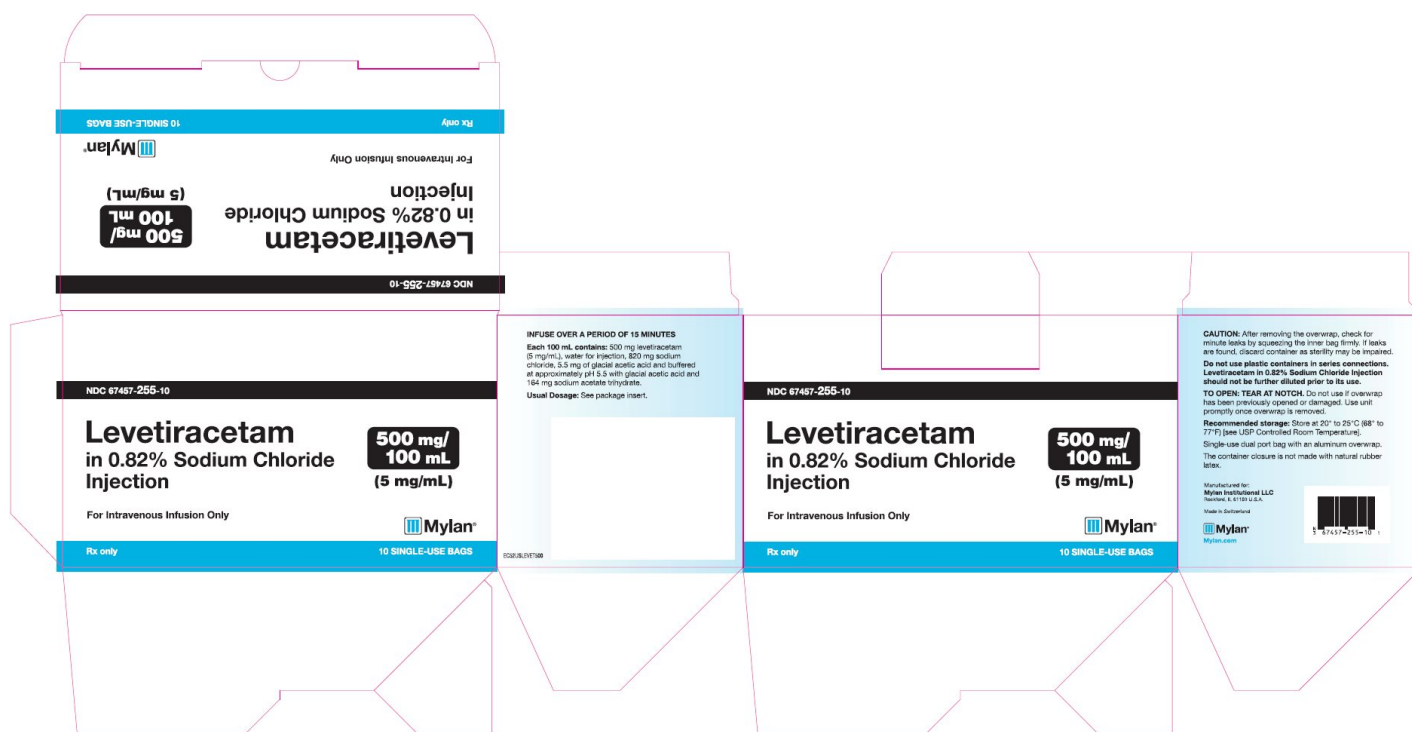 10 SINGLE-USE BAGS
Rx only
Mylan®
For Intravenous Infusion Only
(5 mg/mL)
500 mg/
100 mL
Levetiracetam
in 0.82% Sodium Chloride
Injection
NDC 67457-255-10
NDC 67457-255-10
Levetiracetam
in 0.82% Sodium Chloride
Injection
500 mg/
100 mL
(5 mg/mL)
For Intravenous Infusion Only
Mylan®
Rx only
10 SINGLE-USE BAGS
INFUSE OVER A PERIOD OF 15 MINUTES
Each 100 mL contains: 500 mg levetiracetam
(5 mg/mL), water for injection, 820 mg sodium
chloride, 5.5 mg of glacial acetic acid and buffered
at approximately pH 5.5 with glacial acetic acid and
164 mg sodium acetate trihydrate.
Usual Dosage: See package insert.
NDC 67457-255-10
Levetiracetam
in 0.82% Sodium Chloride
Injection
500 mg/
100 mL
(5 mg/mL)
For Intravenous Infusion Only
Mylan®
Rx only
10 SINGLE-USE BAGS
CAUTION: After removing the overwrap, check for
minute leaks by squeezing the inner bag firmly. If leaks
are found, discard container as sterility may be impaired.
Do not use plastic containers in series connections.
Levetiracetam in 0.82% Sodium Chloride Injection
should not be further diluted prior to its use.
TO OPEN: TEAR AT NOTCH. Do not use if overwrap
has been previously opened or damaged. Use unit
promptly once overwrap is removed.
Recommended storage: Store at 20° to 25°C (68° to
77°F) [see USP Controlled Room Temperature].
Single-use dual port bag with an aluminum overwrap.
The container closure is not made with natural rubber
latex.
Manufactured for:
Mylan Institutional LLC
Rockford, IL 61103 U.S.A.
Made in Switzerland
Mylan®
Mylan.com
67457-255-10